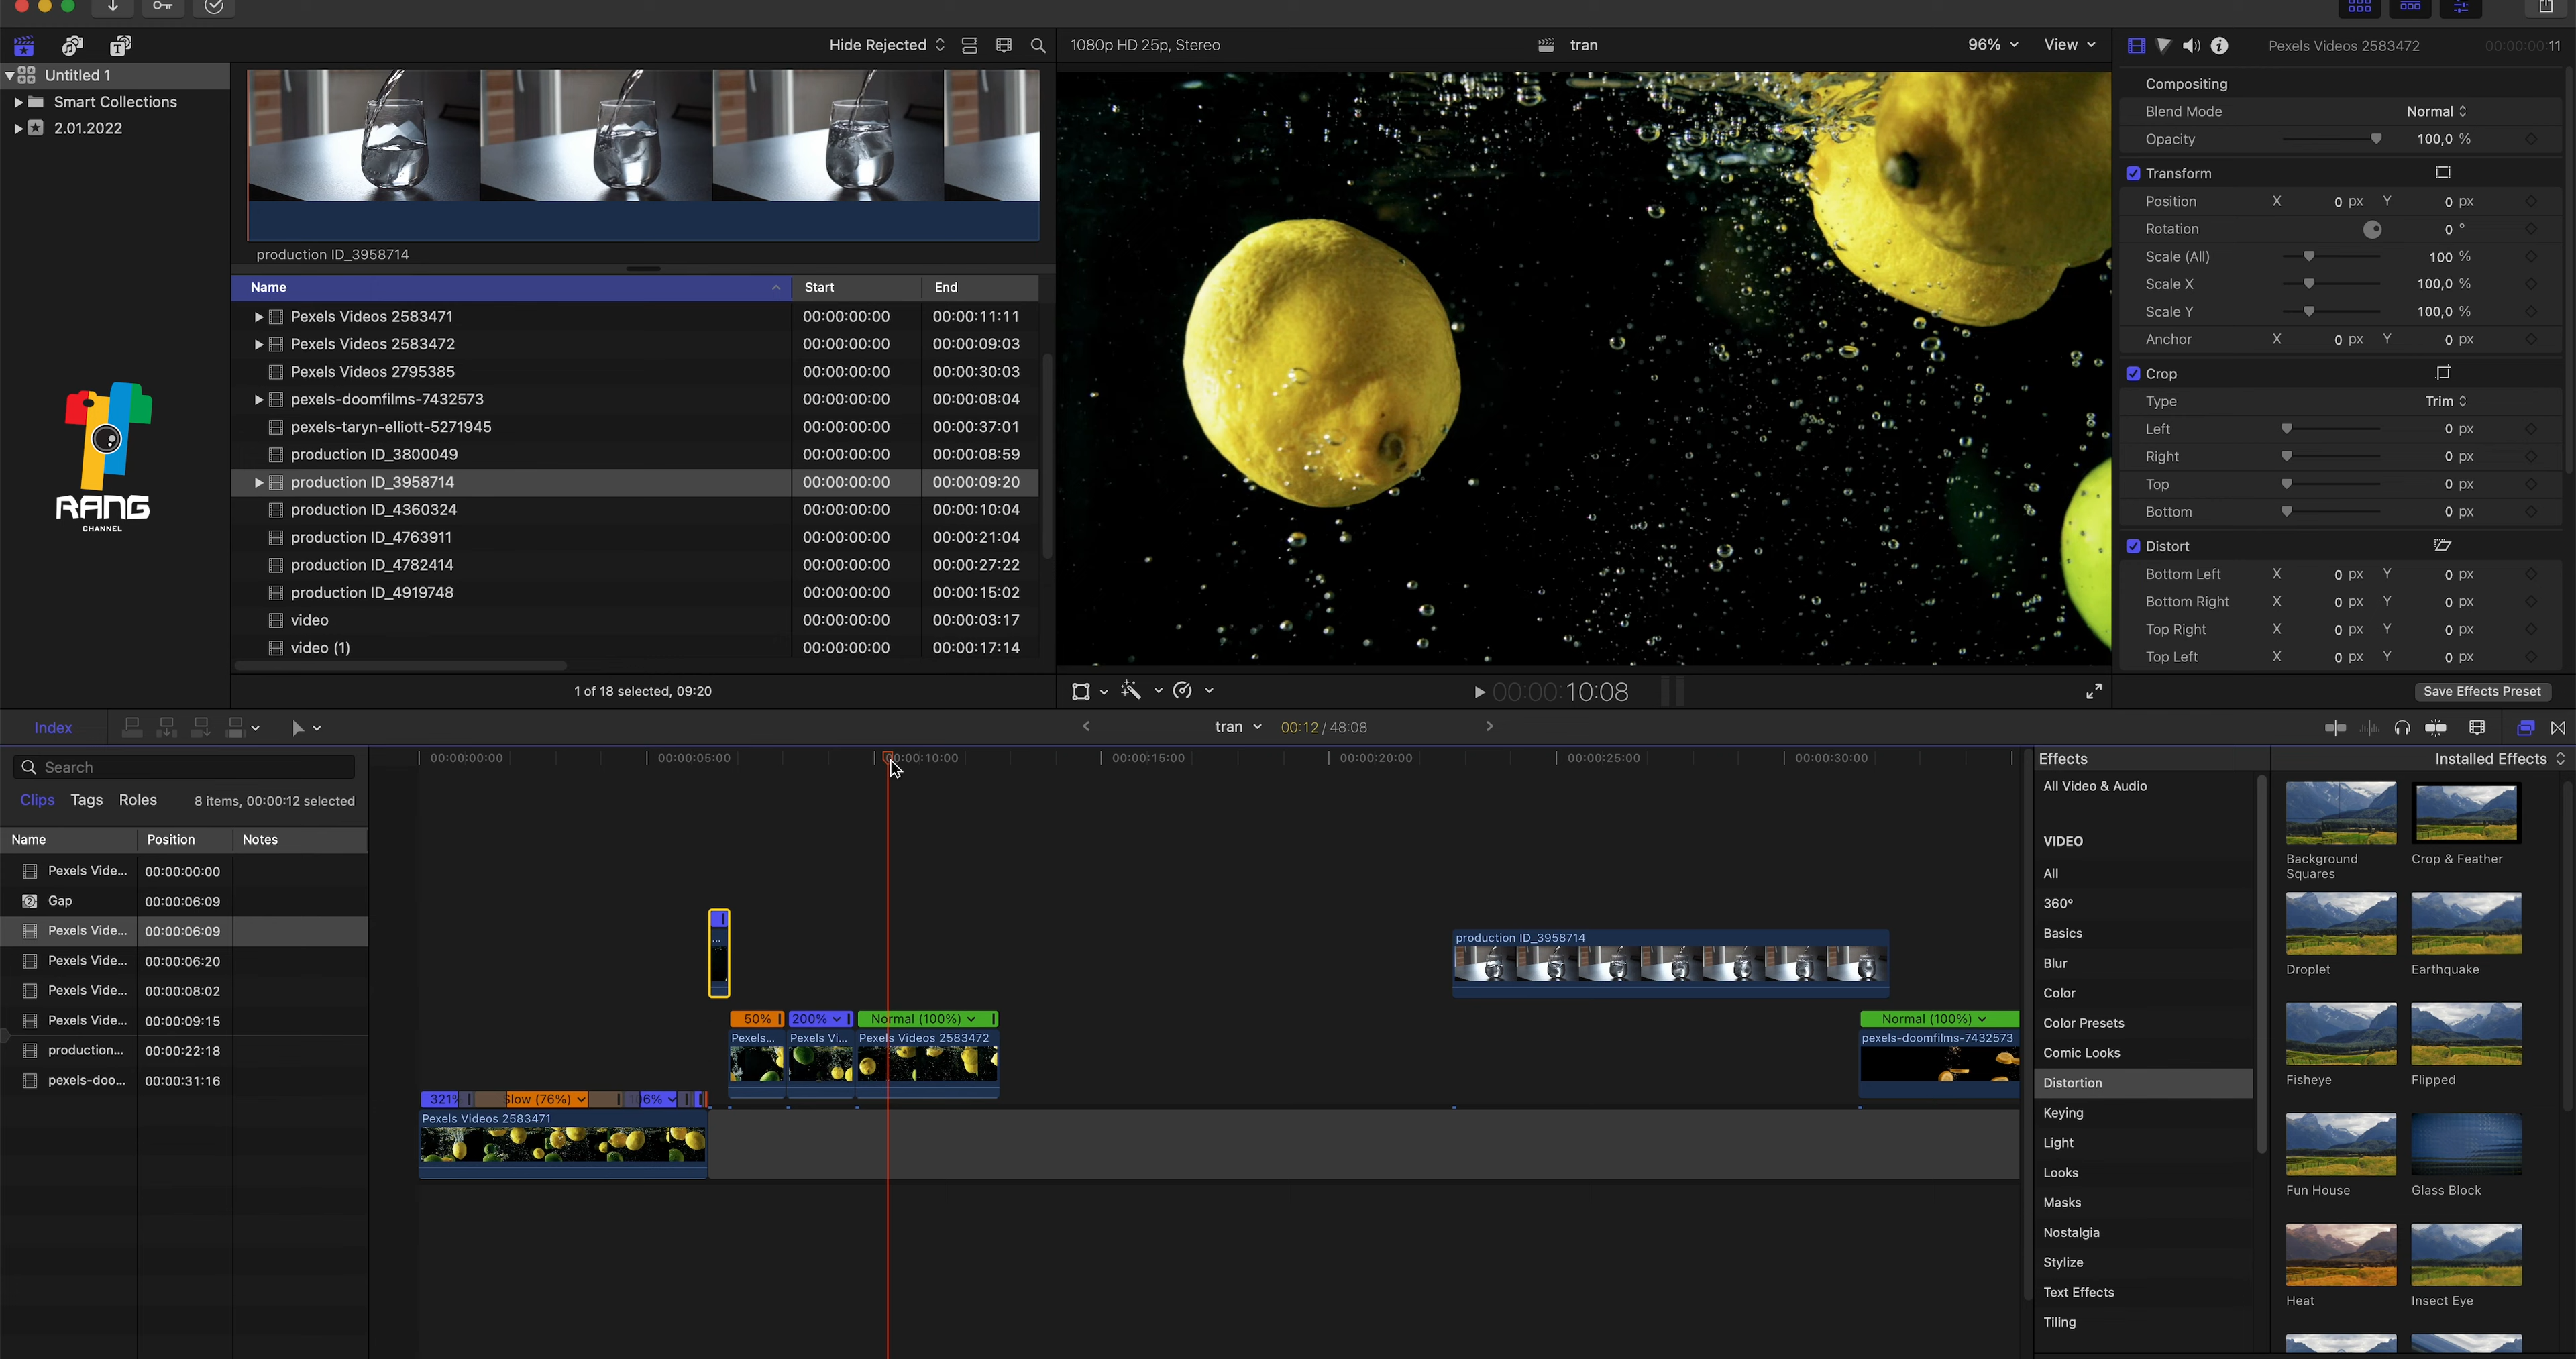 Hide Rejected
1080p HD 25p, Stereo
tran
96%
View
Pexels Videos 2583472
00:00:00:11
Untitled 1
Smart Collections
2.01.2022
RANG
CHANNEL
production ID_3958714
Name Start End
Pexels Videos 2583471 00:00:00:00 00:00:11:11
Pexels Videos 2583472 00:00:00:00 00:00:09:03
Pexels Videos 2795385 00:00:00:00 00:00:30:03
pexels-doomfilms-7432573 00:00:00:00 00:00:08:04
pexels-taryn-elliott-5271945 00:00:00:00 00:00:37:01
production ID_3800049 00:00:00:00 00:00:08:59
production ID_3958714 00:00:00:00 00:00:09:20
production ID_4360324 00:00:00:00 00:00:10:04
production ID_4763911 00:00:00:00 00:00:21:04
production ID_4782414 00:00:00:00 00:00:27:22
production ID_4919748 00:00:00:00 00:00:15:02
video 00:00:00:00 00:00:03:17
video (1) 00:00:00:00 00:00:17:14
1 of 18 selected, 09:20
00:00:00:10:08
Compositing
Blend Mode Normal
Opacity 100,0 %
Transform
Position X 0 px Y 0 px
Rotation 0 °
Scale (All) 100 %
Scale X 100,0 %
Scale Y 100,0 %
Anchor X 0 px Y 0 px
Crop
Type Trim
Left 0 px
Right 0 px
Top 0 px
Bottom 0 px
Distort
Bottom Left X 0 px Y 0 px
Bottom Right X 0 px Y 0 px
Top Right X 0 px Y 0 px
Top Left X 0 px Y 0 px
Save Effects Preset
Index
tran 00:12 / 48:08
Search
Clips Tags Roles 8 items, 00:00:12 selected
Name Position Notes
Pexels Vide... 00:00:00:00
Gap 00:00:06:09
Pexels Vide... 00:00:06:09
Pexels Vide... 00:00:06:20
Pexels Vide... 00:00:08:02
Pexels Vide... 00:00:09:15
production... 00:00:22:18
pexels-doo... 00:00:31:16
00:00:00:00 00:00:05:00 00:00:10:00 00:00:15:00 00:00:20:00 00:00:25:00 00:00:30:00
...
production ID_3958714
50% 200% Normal (100%)
Pexels... Pexels Vi... Pexels Videos 2583472
Normal (100%)
pexels-doomfilms-7432573
321% Slow (76%)
Pexels Videos 2583471
Effects
Installed Effects
All Video & Audio
VIDEO
All
360°
Basics
Blur
Color
Color Presets
Comic Looks
Distortion
Keying
Light
Looks
Masks
Nostalgia
Stylize
Text Effects
Tiling
Background Squares
Crop & Feather
Droplet
Earthquake
Fisheye
Flipped
Fun House
Glass Block
Heat
Insect Eye